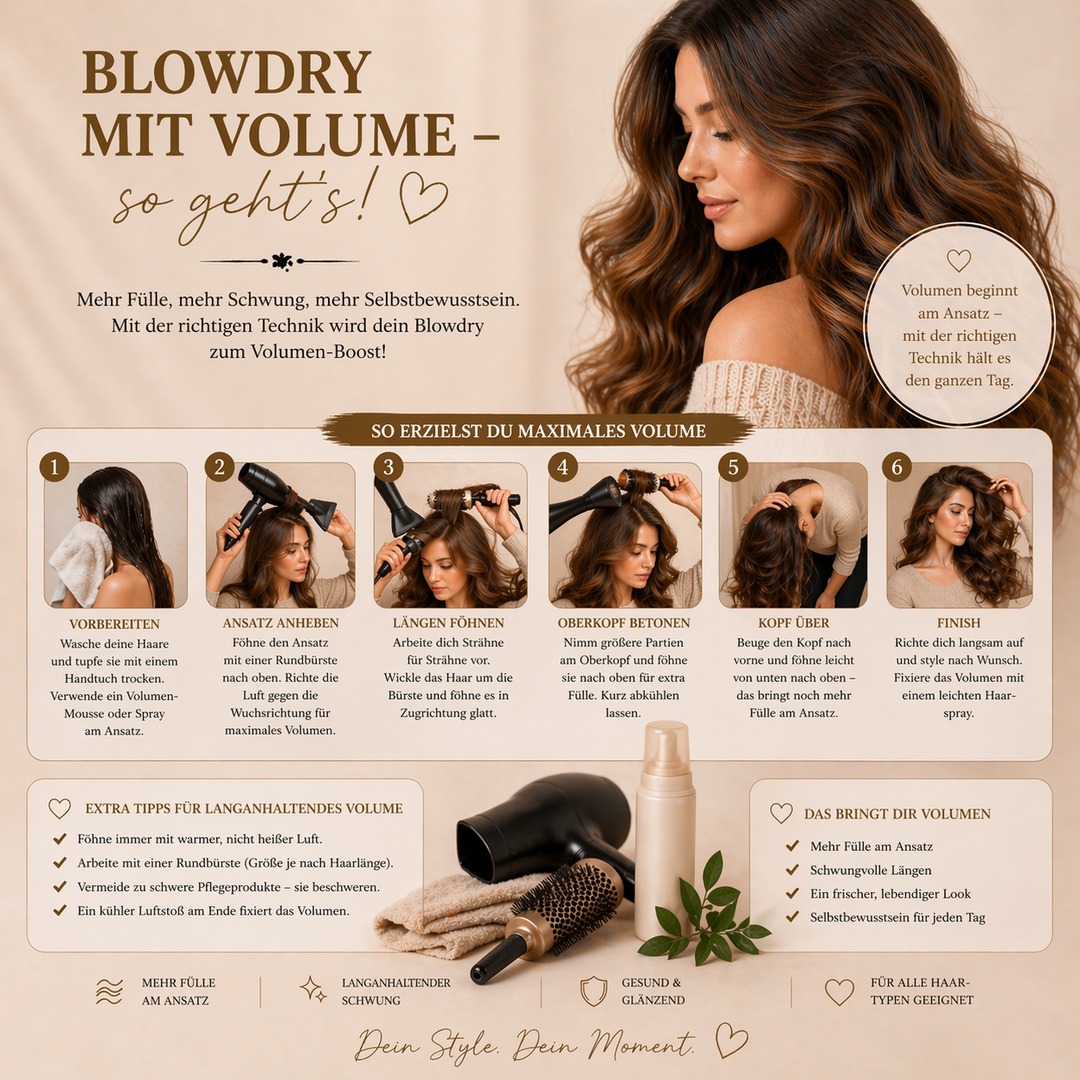 BLOWDRY
MIT VOLUME –
so geht's!
Mehr Fülle, mehr Schwung, mehr Selbstbewusstsein.
Mit der richtigen Technik wird dein Blowdry
zum Volumen-Boost!
Volumen beginnt
am Ansatz –
mit der richtigen
Technik hält es
den ganzen Tag.
SO ERZIELST DU MAXIMALES VOLUME
1
VORBEREITEN
Wasche deine Haare
und tupfe sie mit einem
Handtuch trocken.
Verwende ein Volumen-
Mousse oder Spray
am Ansatz.
2
ANSATZ ANHEBEN
Föhne den Ansatz
mit einer Rundbürste
nach oben. Richte die
Luft gegen die
Wuchsrichtung für
maximales Volumen.
3
LÄNGEN FÖHNEN
Arbeite dich Strähne
für Strähne vor.
Wickle das Haar um die
Bürste und föhne es in
Zugrichtung glatt.
4
OBERKOPF BETONEN
Nimm größere Partien
am Oberkopf und föhne
sie nach oben für extra
Fülle. Kurz abkühlen
lassen.
5
KOPF ÜBER
Beuge den Kopf nach
vorne und föhne leicht
von unten nach oben –
das bringt noch mehr
Fülle am Ansatz.
6
FINISH
Richte dich langsam auf
und style nach Wunsch.
Fixiere das Volumen mit
einem leichten Haar-
spray.
EXTRA TIPPS FÜR LANGANHALTENDES VOLUME
Föhne immer mit warmer, nicht heißer Luft.
Arbeite mit einer Rundbürste (Größe je nach Haarlänge).
Vermeide zu schwere Pflegeprodukte – sie beschweren.
Ein kühler Luftstoß am Ende fixiert das Volumen.
DAS BRINGT DIR VOLUMEN
Mehr Fülle am Ansatz
Schwungvolle Längen
Ein frischer, lebendiger Look
Selbstbewusstsein für jeden Tag
MEHR FÜLLE
AM ANSATZ
LANGANHALTENDER
SCHWUNG
GESUND &
GLÄNZEND
FÜR ALLE HAAR-
TYPEN GEEIGNET
Dein Style. Dein Moment.